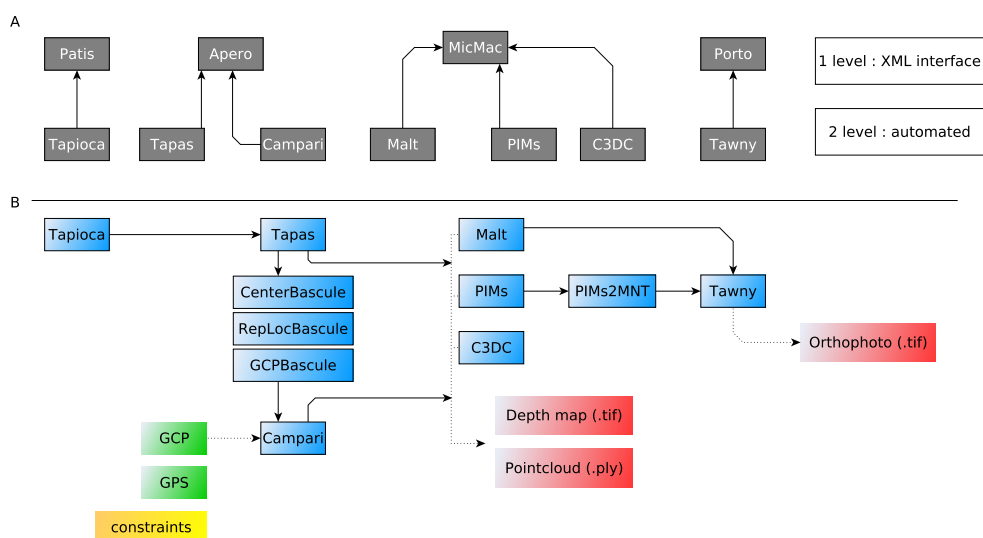 A
Patis
Apero
MicMac
Porto
1 level : XML interface
Tapioca
Tapas
Campari
Malt
PIMs
C3DC
Tawny
2 level : automated
B
Tapioca
Tapas
Malt
CenterBascule
PIMs
PIMs2MNT
Tawny
RepLocBascule
Orthophoto (.tif)
GCPBascule
C3DC
Depth map (.tif)
GCP
Campari
Pointcloud (.ply)
GPS
constraints